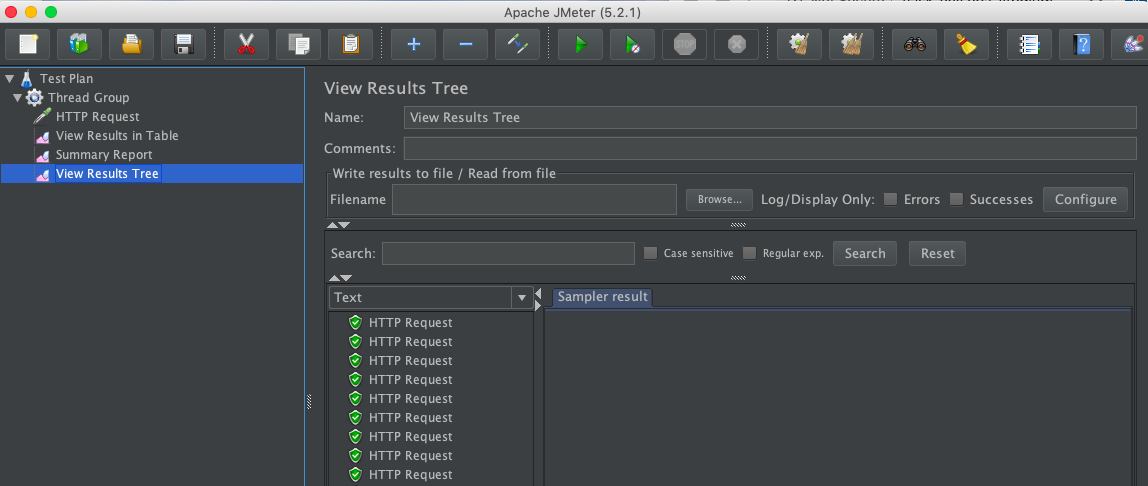 Apache JMeter (5.2.1)
STOP
Test Plan
Thread Group
HTTP Request
View Results in Table
Summary Report
View Results Tree
View Results Tree
Name: View Results Tree
Comments:
Write results to file / Read from file
Filename Browse... Log/Display Only: Errors Successes Configure
Search: Case sensitive Regular exp. Search Reset
Text Sampler result
HTTP Request
HTTP Request
HTTP Request
HTTP Request
HTTP Request
HTTP Request
HTTP Request
HTTP Request
HTTP Request